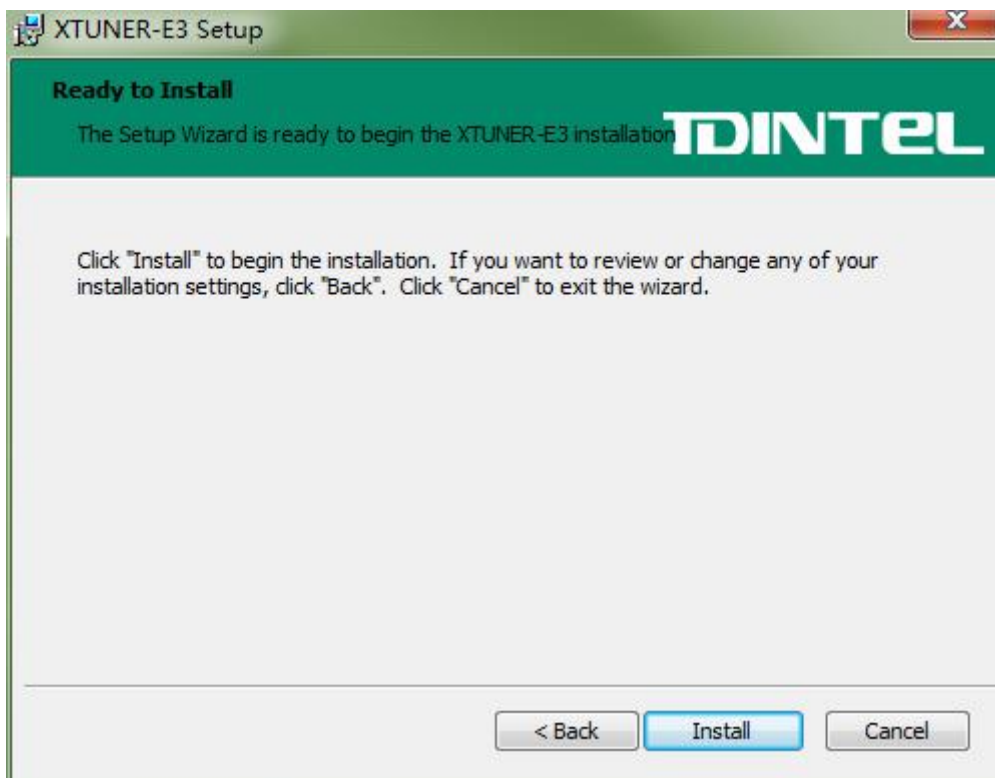 XTUNER-E3 Setup
Ready to Install
The Setup Wizard is ready to begin the XTUNER-E3 installation
TDINTEL
Click "Install" to begin the installation. If you want to review or change any of your
installation settings, click "Back". Click "Cancel" to exit the wizard.
< Back Install Cancel